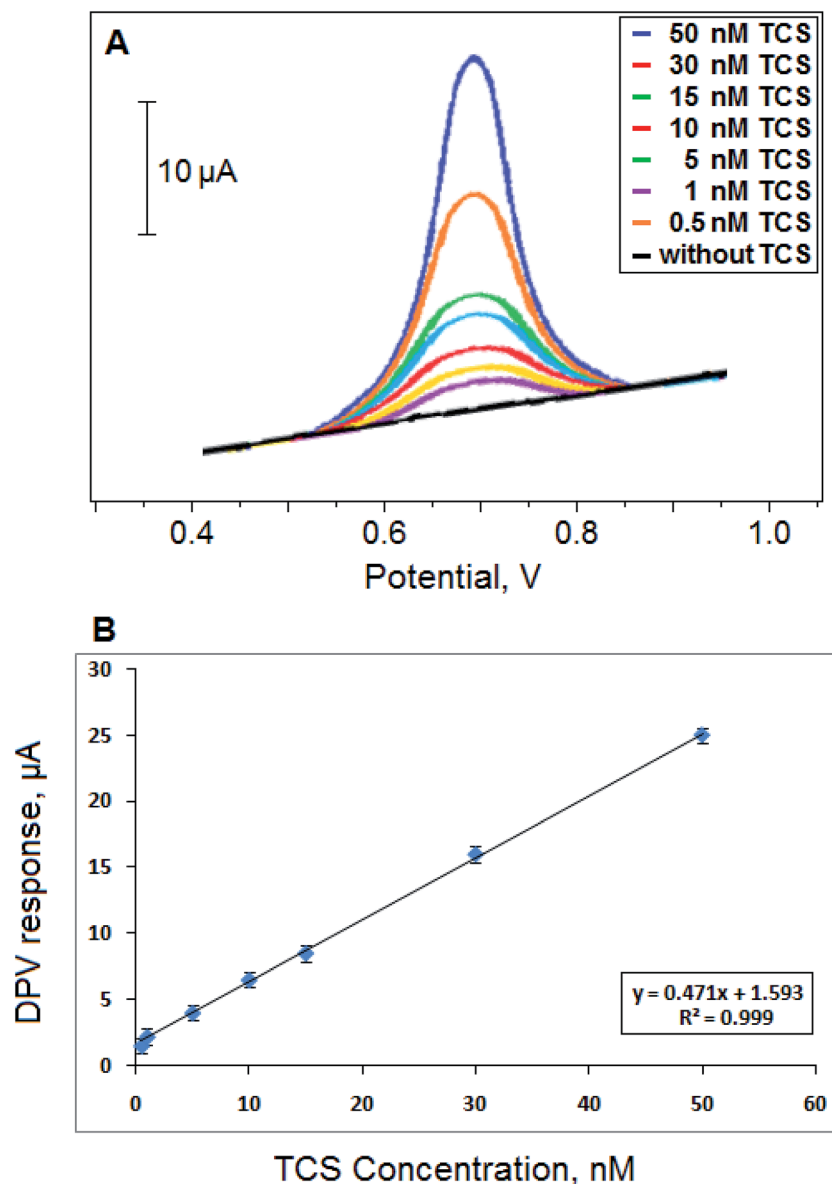 A
50 nM TCS
30 nM TCS
15 nM TCS
10 nM TCS
5 nM TCS
1 nM TCS
0.5 nM TCS
without TCS
10 µA
0.4 0.6 0.8 1.0
Potential, V
B
30
25
20
15
10
5
0
DPV response, µA
y = 0.471x + 1.593
R² = 0.999
0 10 20 30 40 50 60
TCS Concentration, nM